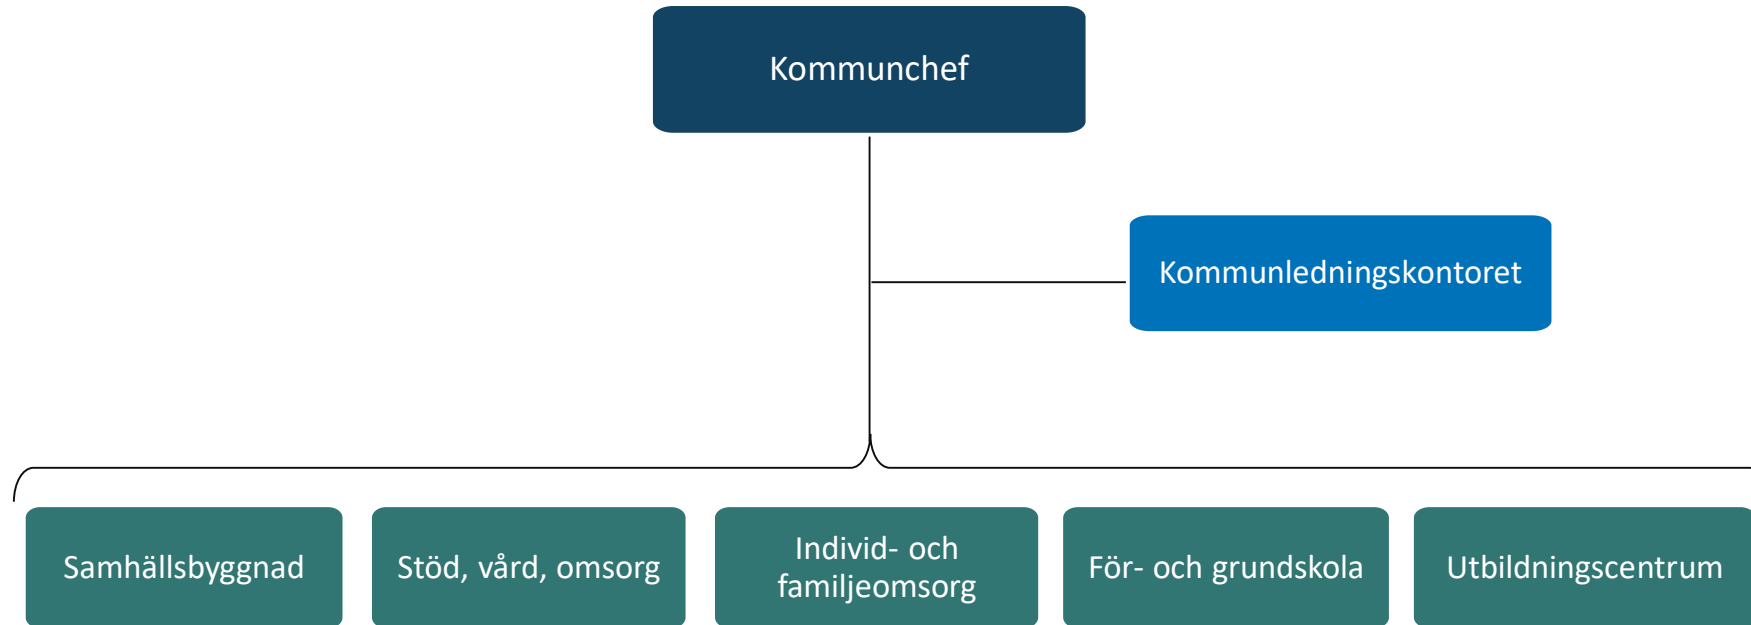 Kommunchef
Kommunledningskontoret
Samhällsbyggnad
Stöd, vård, omsorg
Individ- och
familjeomsorg
För- och grundskola
Utbildningscentrum